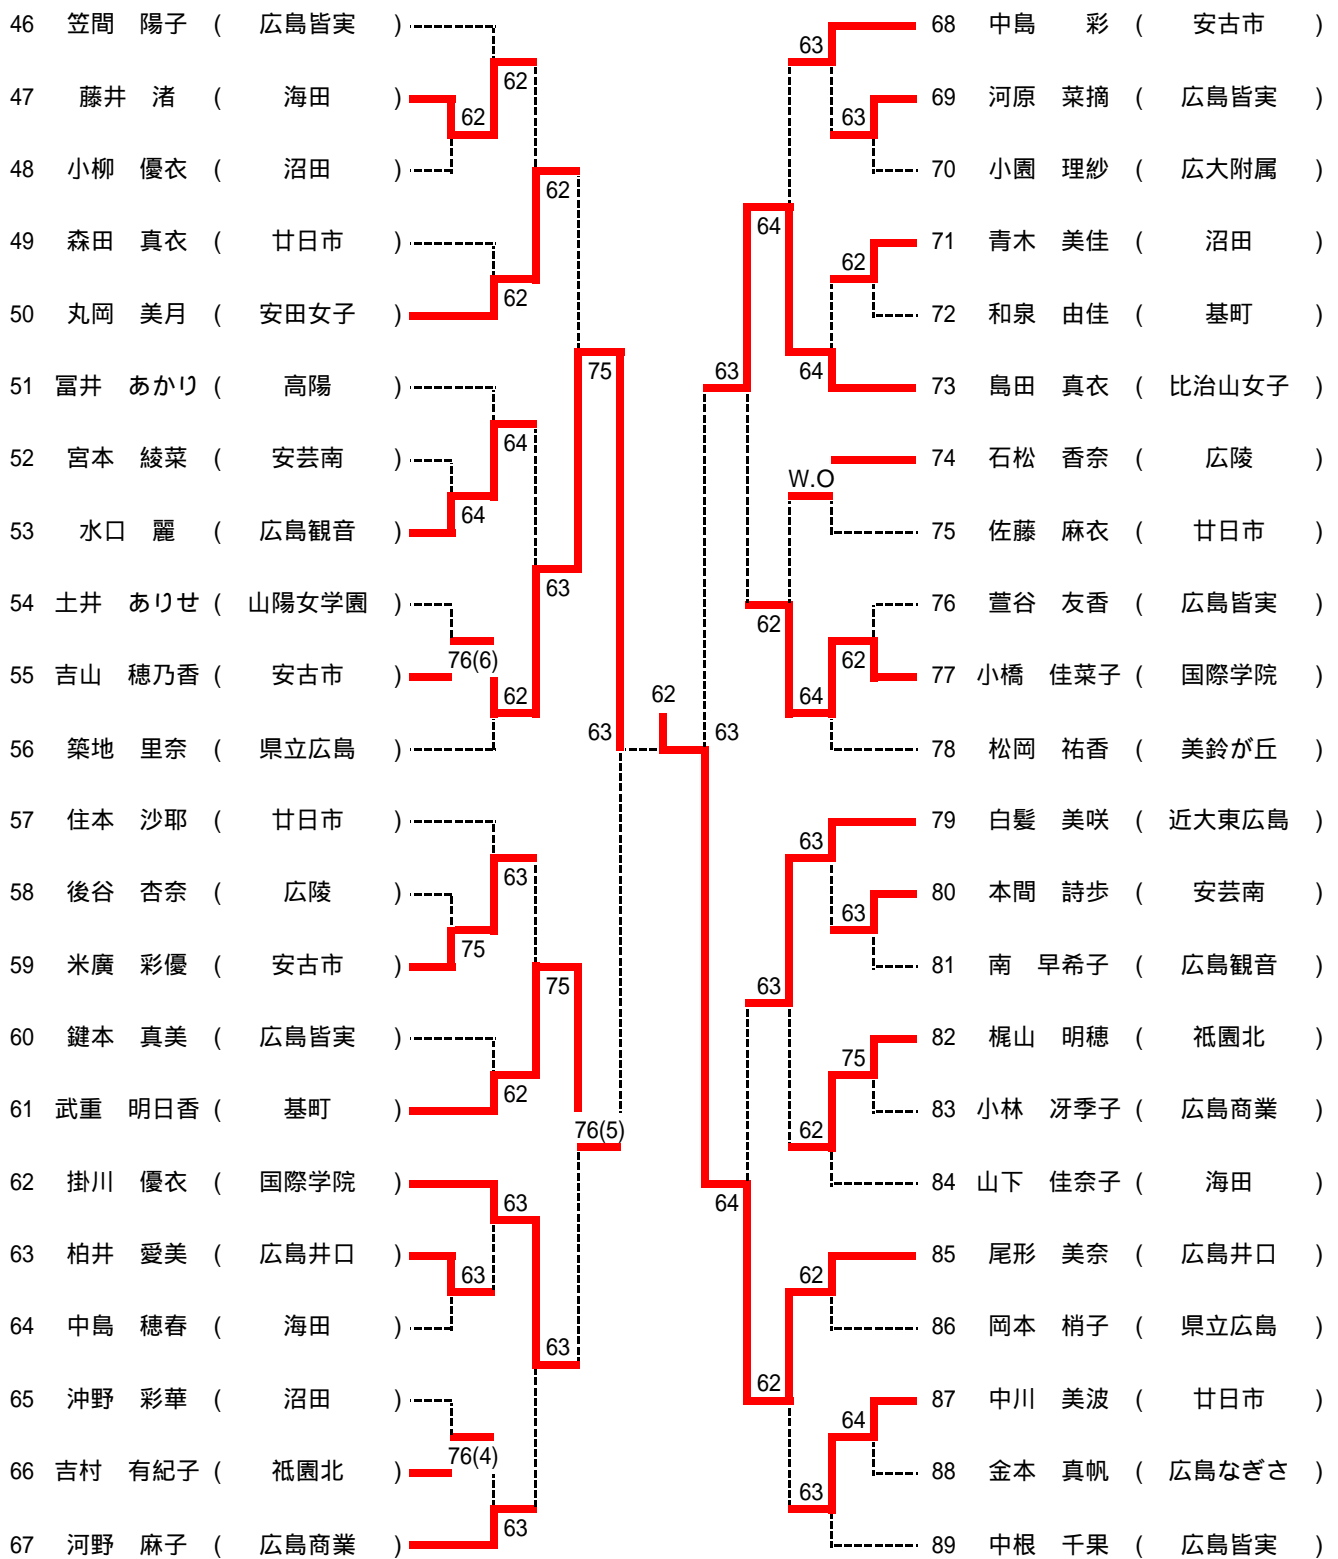 46 笠間 陽子 ( 広島皆実 )
47 藤井 渚 ( 海田 )
48 小柳 優衣 ( 沼田 )
49 森田 真衣 ( 廿日市 )
50 丸岡 美月 ( 安田女子 )
51 冨井 あかり ( 高陽 )
52 宮本 綾菜 ( 安芸南 )
53 水口 麗 ( 広島観音 )
54 土井 ありせ ( 山陽女学園 )
55 吉山 穂乃香 ( 安古市 )
56 築地 里奈 ( 県立広島 )
57 住本 沙耶 ( 廿日市 )
58 後谷 杏奈 ( 広陵 )
59 米廣 彩優 ( 安古市 )
60 鍵本 真美 ( 広島皆実 )
61 武重 明日香 ( 基町 )
62 掛川 優衣 ( 国際学院 )
63 柏井 愛美 ( 広島井口 )
64 中島 穂春 ( 海田 )
65 沖野 彩華 ( 沼田 )
66 吉村 有紀子 ( 祗園北 )
67 河野 麻子 ( 広島商業 )
62
62
62
62
64
64
76(6)
62
63
75
63
75
63
75
62
76(5)
63
63
63
76(4)
63
62
63
63
64
63
63
64
62
64
W.O
62
62
64
63
63
63
75
62
64
62
62
64
63
68 中島 彩 ( 安古市 )
69 河原 菜摘 ( 広島皆実 )
70 小園 理紗 ( 広大附属 )
71 青木 美佳 ( 沼田 )
72 和泉 由佳 ( 基町 )
73 島田 真衣 ( 比治山女子 )
74 石松 香奈 ( 広陵 )
75 佐藤 麻衣 ( 廿日市 )
76 萱谷 友香 ( 広島皆実 )
77 小橋 佳菜子 ( 国際学院 )
78 松岡 祐香 ( 美鈴が丘 )
79 白髪 美咲 ( 近大東広島 )
80 本間 詩歩 ( 安芸南 )
81 南 早希子 ( 広島観音 )
82 梶山 明穂 ( 祗園北 )
83 小林 冴季子 ( 広島商業 )
84 山下 佳奈子 ( 海田 )
85 尾形 美奈 ( 広島井口 )
86 岡本 梢子 ( 県立広島 )
87 中川 美波 ( 廿日市 )
88 金本 真帆 ( 広島なぎさ )
89 中根 千果 ( 広島皆実 )